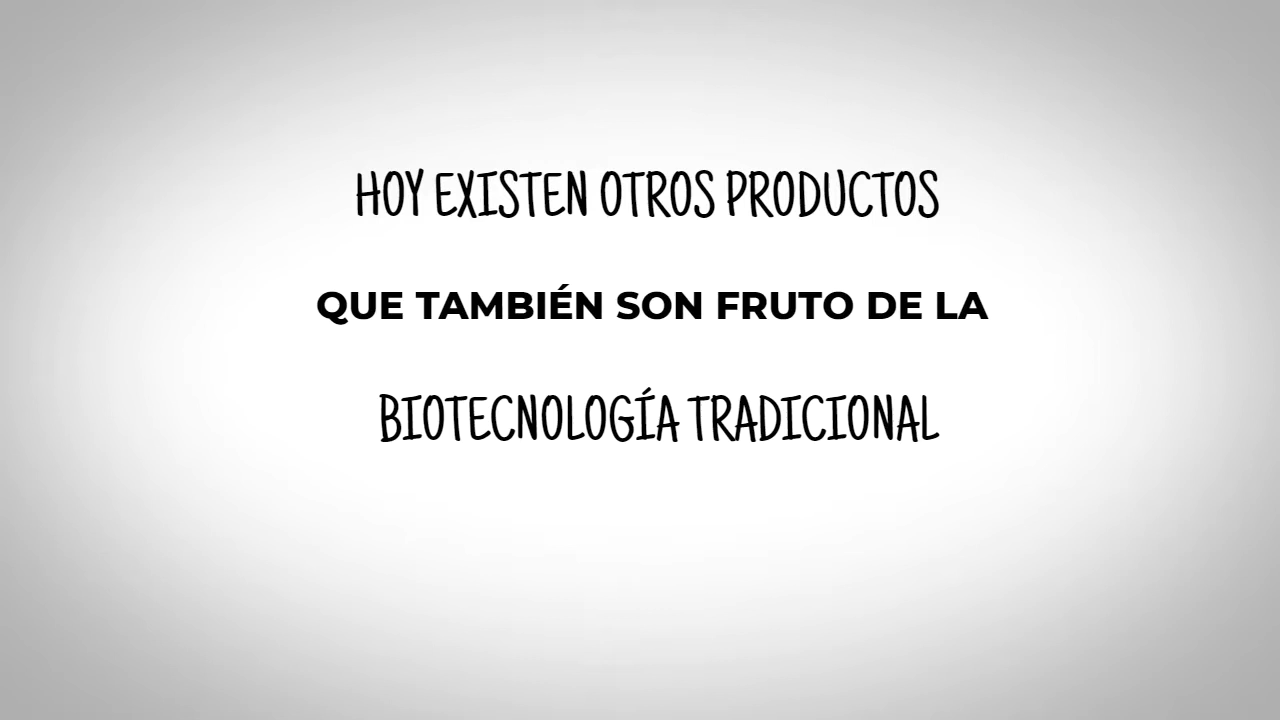 HOY EXISTEN OTROS PRODUCTOS
QUE TAMBIÉN SON FRUTO DE LA
BIOTECNOLOGÍA TRADICIONAL